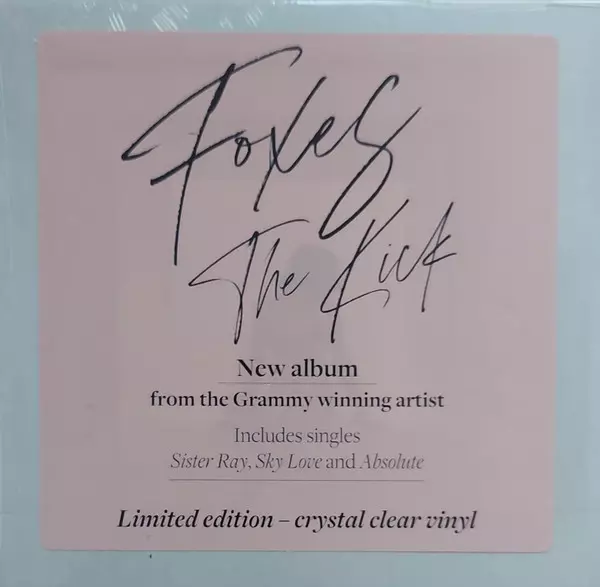 Foxes
The Kick
New album
from the Grammy winning artist
Includes singles
Sister Ray, Sky Love and Absolute
Limited edition – crystal clear vinyl